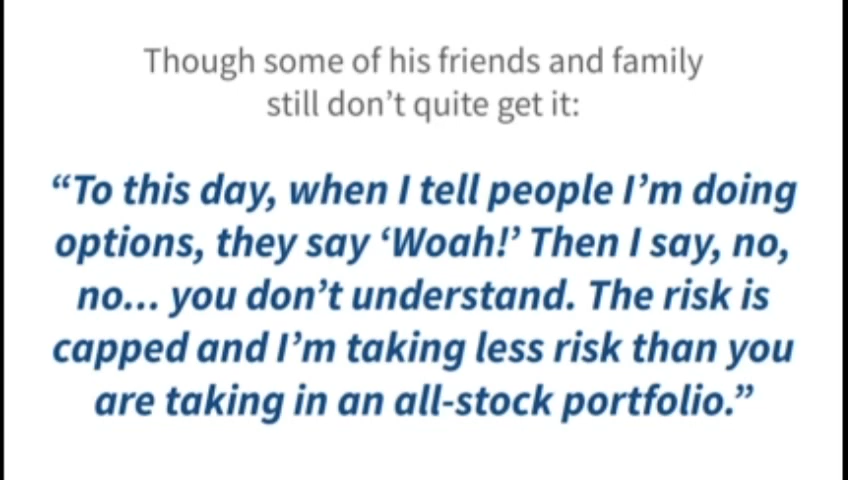 Though some of his friends and family
still don’t quite get it:
“To this day, when I tell people I’m doing
options, they say ‘Woah!’ Then I say, no,
no... you don’t understand. The risk is
capped and I’m taking less risk than you
are taking in an all-stock portfolio.”